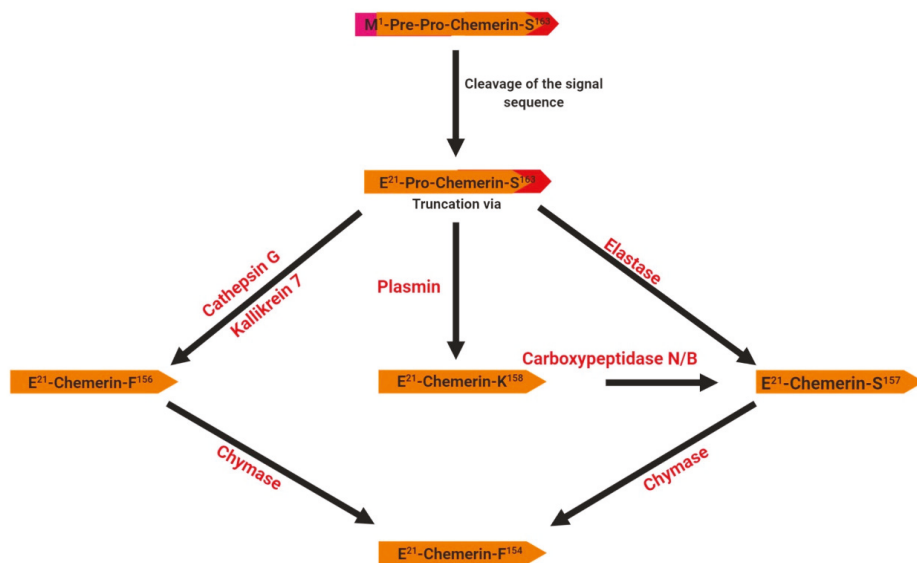 M¹-Pre-Pro-Chemerin-S¹⁶³
Cleavage of the signal
sequence
E²¹-Pro-Chemerin-S¹⁶³
Truncation via
Cathepsin G
Kallikrein 7
Plasmin
Elastase
Carboxypeptidase N/B
E²¹-Chemerin-F¹⁵⁶
E²¹-Chemerin-K¹⁵⁸
E²¹-Chemerin-S¹⁵⁷
Chymase
Chymase
E²¹-Chemerin-F¹⁵⁴